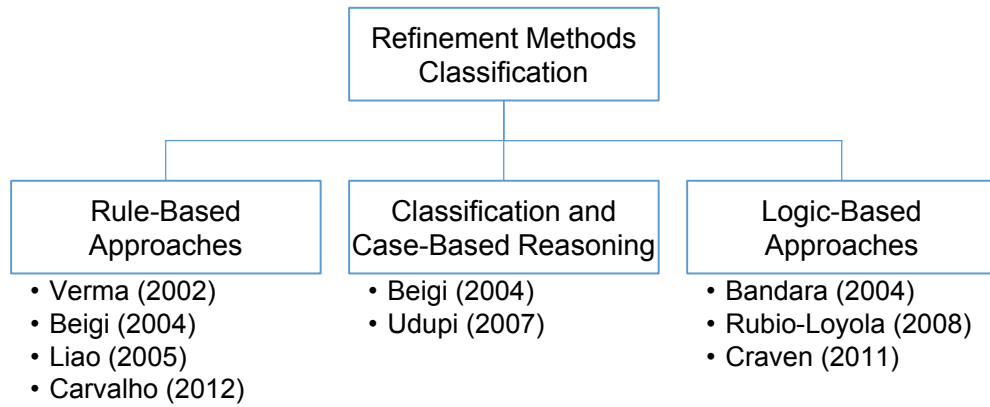 Refinement Methods
Classification
Rule-Based
Approaches
• Verma (2002)
• Beigi (2004)
• Liao (2005)
• Carvalho (2012)
Classification and
Case-Based Reasoning
• Beigi (2004)
• Udupi (2007)
Logic-Based
Approaches
• Bandara (2004)
• Rubio-Loyola (2008)
• Craven (2011)